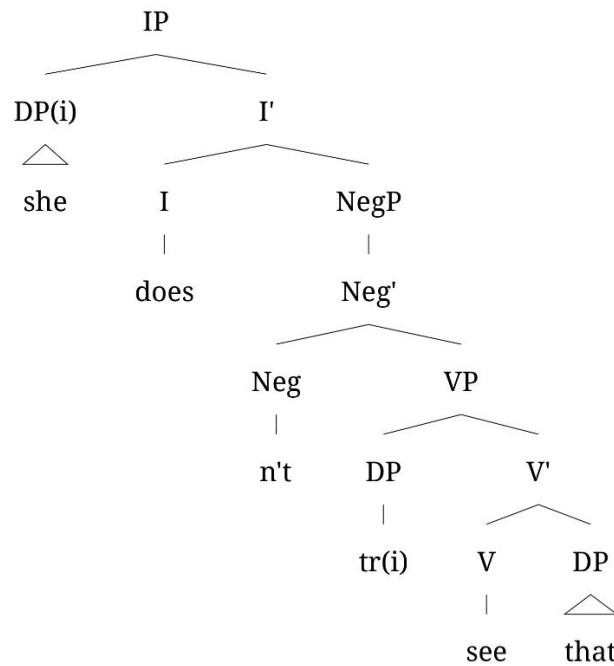 IP
DP(i) I'
she I NegP
does Neg'
Neg VP
n't DP V'
tr(i) V DP
see that